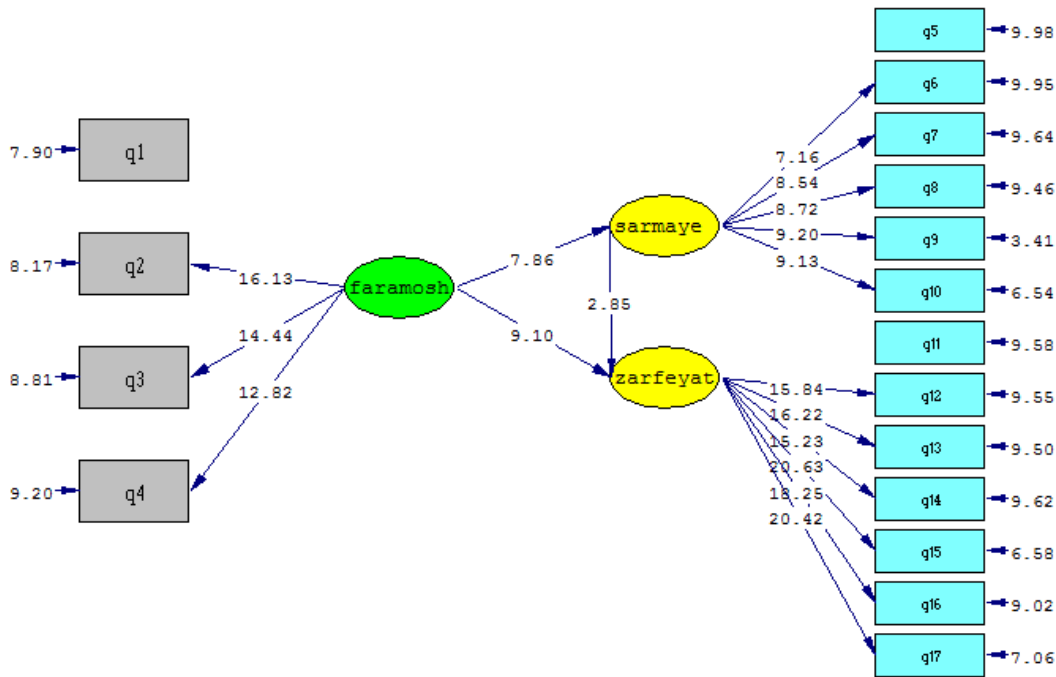 q5
9.98
q6
9.95
q1
7.90
q7
9.64
7.16
8.54
q8
9.46
8.72
sarmaye
9.20
q9
3.41
q2
8.17
7.86
9.13
16.13
faramosh
q10
6.54
2.85
14.44
9.10
q11
9.58
q3
8.81
zarfeyat
15.84
q12
9.55
12.82
16.22
15.23
q13
9.50
20.63
q4
9.20
18.25
q14
9.62
20.42
q15
6.58
q16
9.02
q17
7.06